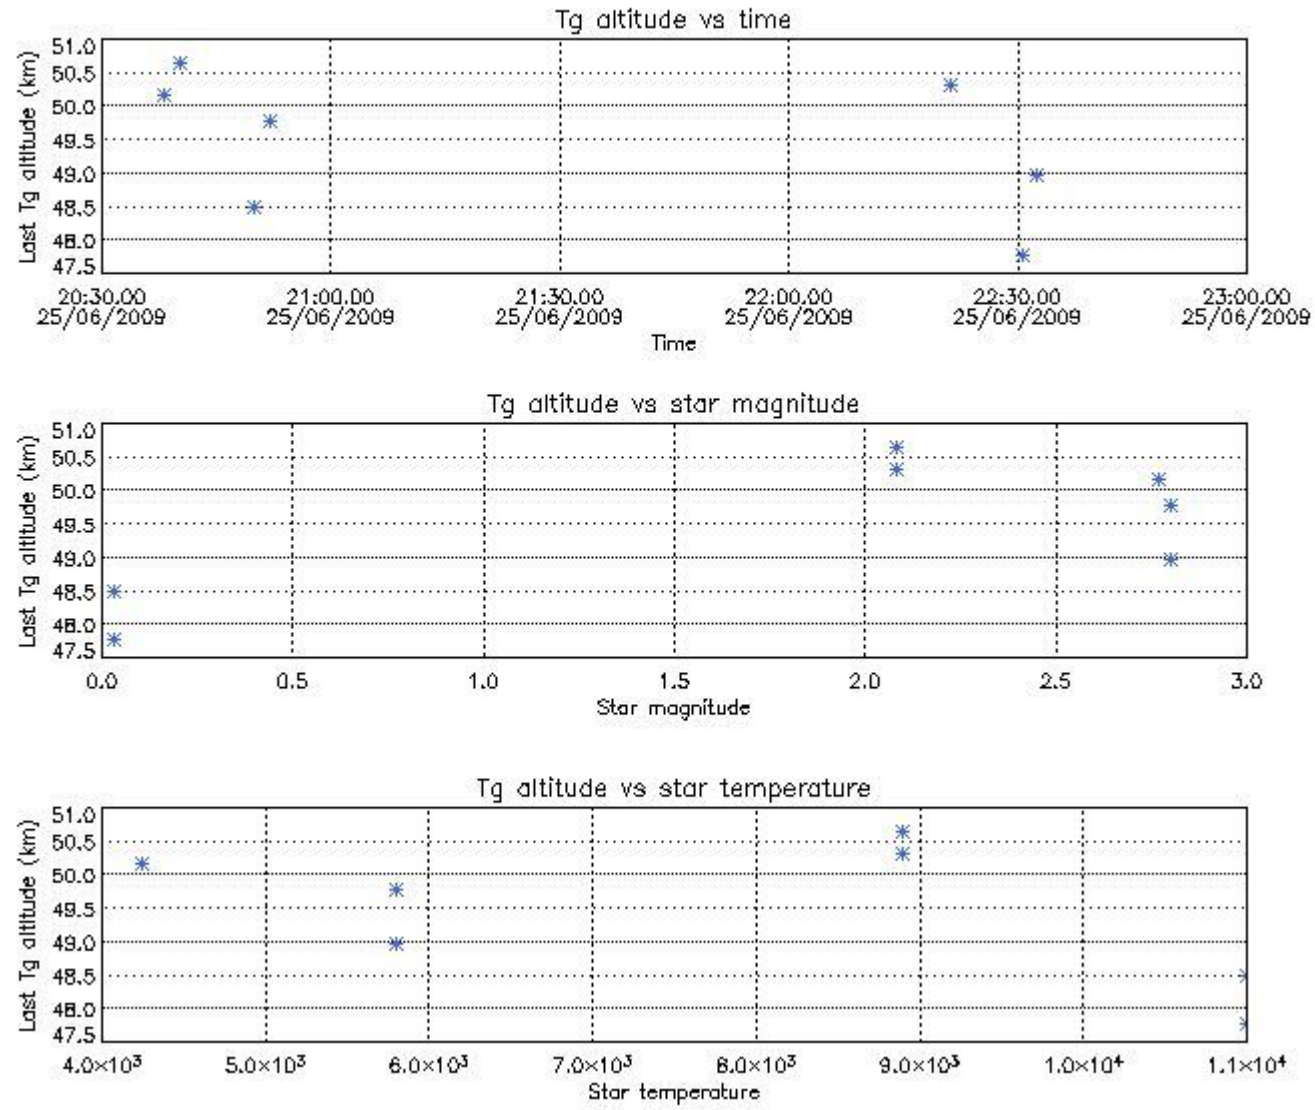 Tg altitude vs time
Last Tg altitude (km)
51.0
50.5
50.0
49.5
49.0
48.5
48.0
47.5
20:30.00 21:00.00 21:30.00 22:00.00 22:30.00 23:00.00
25/06/2009 25/06/2009 25/06/2009 25/06/2009 25/06/2009 25/06/2009
Time
Tg altitude vs star magnitude
Last Tg altitude (km)
51.0
50.5
50.0
49.5
49.0
48.5
48.0
47.5
0.0 0.5 1.0 1.5 2.0 2.5 3.0
Star magnitude
Tg altitude vs star temperature
Last Tg altitude (km)
51.0
50.5
50.0
49.5
49.0
48.5
48.0
47.5
4.0×10³ 5.0×10³ 6.0×10³ 7.0×10³ 8.0×10³ 9.0×10³ 1.0×10⁴ 1.1×10⁴
Star temperature